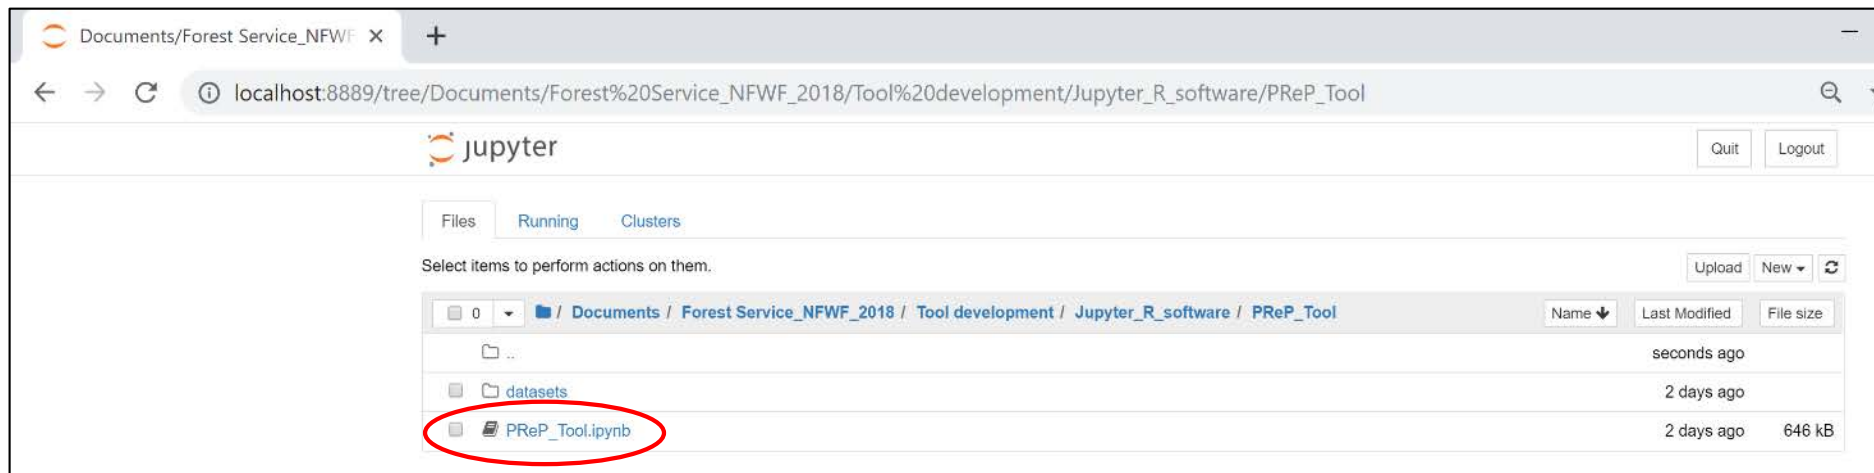 Documents/Forest Service_NFWF
localhost:8889/tree/Documents/Forest%20Service_NFWF_2018/Tool%20development/Jupyter_R_software/PReP_Tool
jupyter
Quit Logout
Files Running Clusters
Select items to perform actions on them.
Upload New
0 / Documents / Forest Service_NFWF_2018 / Tool development / Jupyter_R_software / PReP_Tool Name Last Modified File size
.. seconds ago
datasets 2 days ago
PReP_Tool.ipynb 2 days ago 646 kB